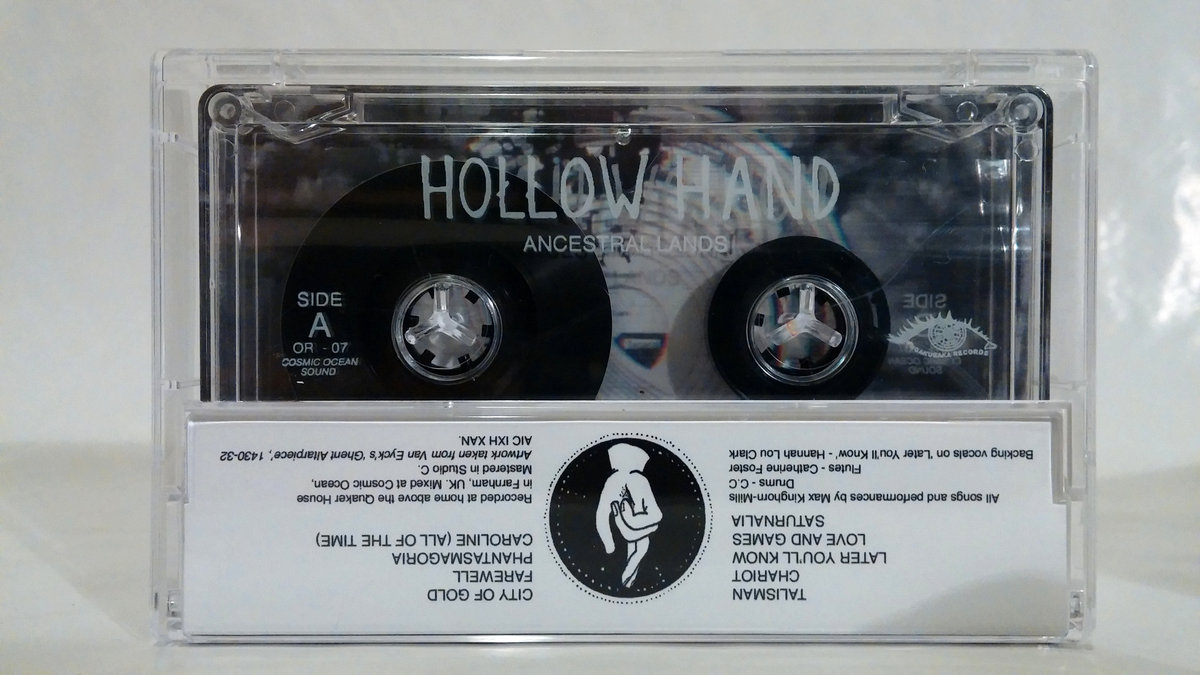 HOLLOW HAND
ANCESTRAL LANDS
SIDE
A
OR - 07
COSMIC OCEAN
SOUND
SIDE
RECORDS
OCEAN
SOUND
TALISMAN
CHARIOT
LATER YOU'LL KNOW
LOVE AND GAMES
SATURNALIA
All songs and performances by Max Kinghorn-Mills
Drums - C.C
Flutes - Catherine Foster
Backing vocals on 'Later You'll Know' - Hannah Lou Clark
CITY OF GOLD
FAREWELL
PHANTASMAGORIA
CAROLINE (ALL OF THE TIME)
Recorded at home above the Quaker House
in Farnham, UK. Mixed at Cosmic Ocean,
Mastered in Studio C.
Artwork taken from Van Eyck's 'Ghent Altarpiece', 1430-32
AIC IXH XAN.